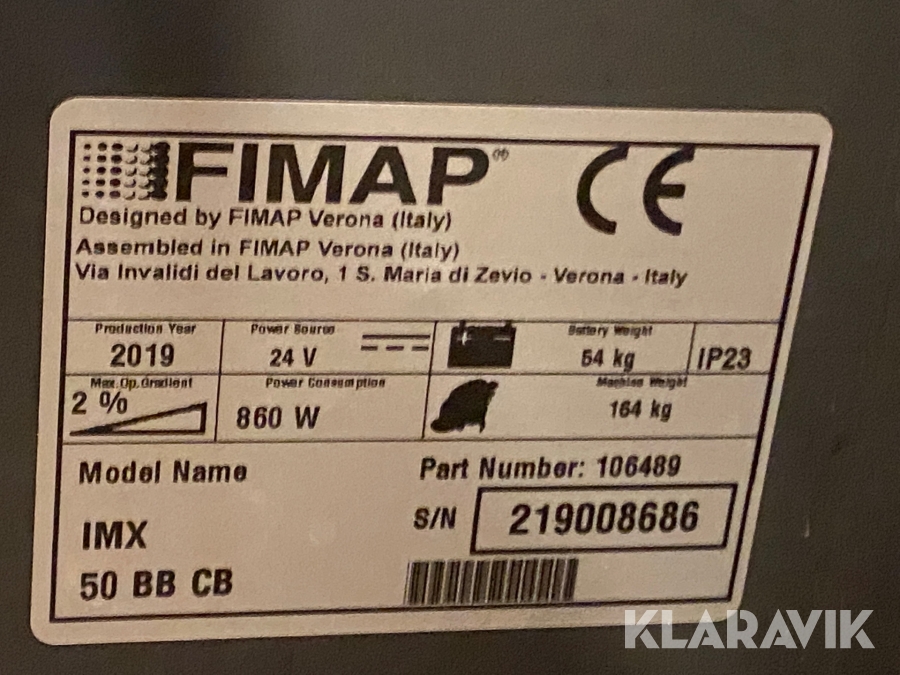 FIMAP®
CE
Designed by FIMAP Verona (Italy)
Assembled in FIMAP Verona (Italy)
Via Invalidi del Lavoro, 1 S. Maria di Zevio - Verona - Italy
Production Year
2019
Power Source
24 V
Battery Weight
54 kg
IP23
Max.Op.Gradient
2 %
Power Consumption
860 W
Machine Weight
164 kg
Model Name
Part Number: 106489
S/N 219008686
IMX
50 BB CB
KLARAVIK